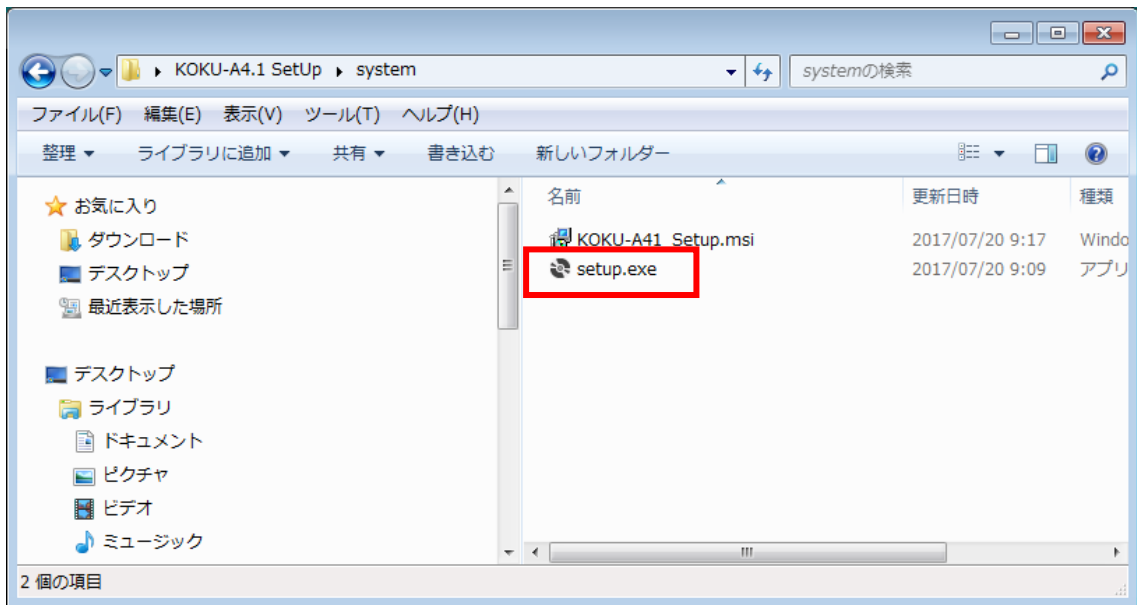 KOKU-A4.1 SetUp system
systemの検索
ファイル(F) 編集(E) 表示(V) ツール(T) ヘルプ(H)
整理 ライブラリに追加 共有 書き込む 新しいフォルダー
お気に入り
ダウンロード
デスクトップ
最近表示した場所
デスクトップ
ライブラリ
ドキュメント
ピクチャ
ビデオ
ミュージック
名前 更新日時 種類
KOKU-A41_Setup.msi 2017/07/20 9:17 Windo
setup.exe 2017/07/20 9:09 アプリ
2 個の項目